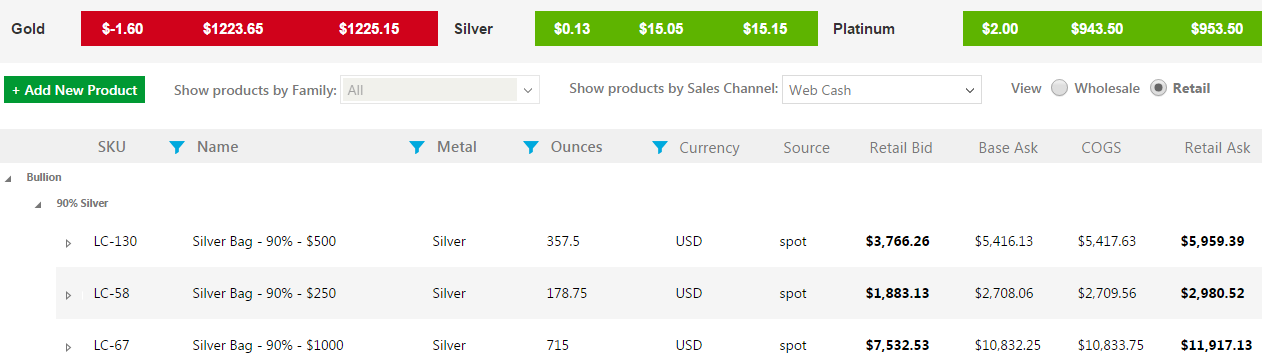 Gold $-1.60 $1223.65 $1225.15 Silver $0.13 $15.05 $15.15 Platinum $2.00 $943.50 $953.50
+ Add New Product Show products by Family: All Show products by Sales Channel: Web Cash View Wholesale Retail
SKU Name Metal Ounces Currency Source Retail Bid Base Ask COGS Retail Ask
Bullion
90% Silver
LC-130 Silver Bag - 90% - $500 Silver 357.5 USD spot $3,766.26 $5,416.13 $5,417.63 $5,959.39
LC-58 Silver Bag - 90% - $250 Silver 178.75 USD spot $1,883.13 $2,708.06 $2,709.56 $2,980.52
LC-67 Silver Bag - 90% - $1000 Silver 715 USD spot $7,532.53 $10,832.25 $10,833.75 $11,917.13